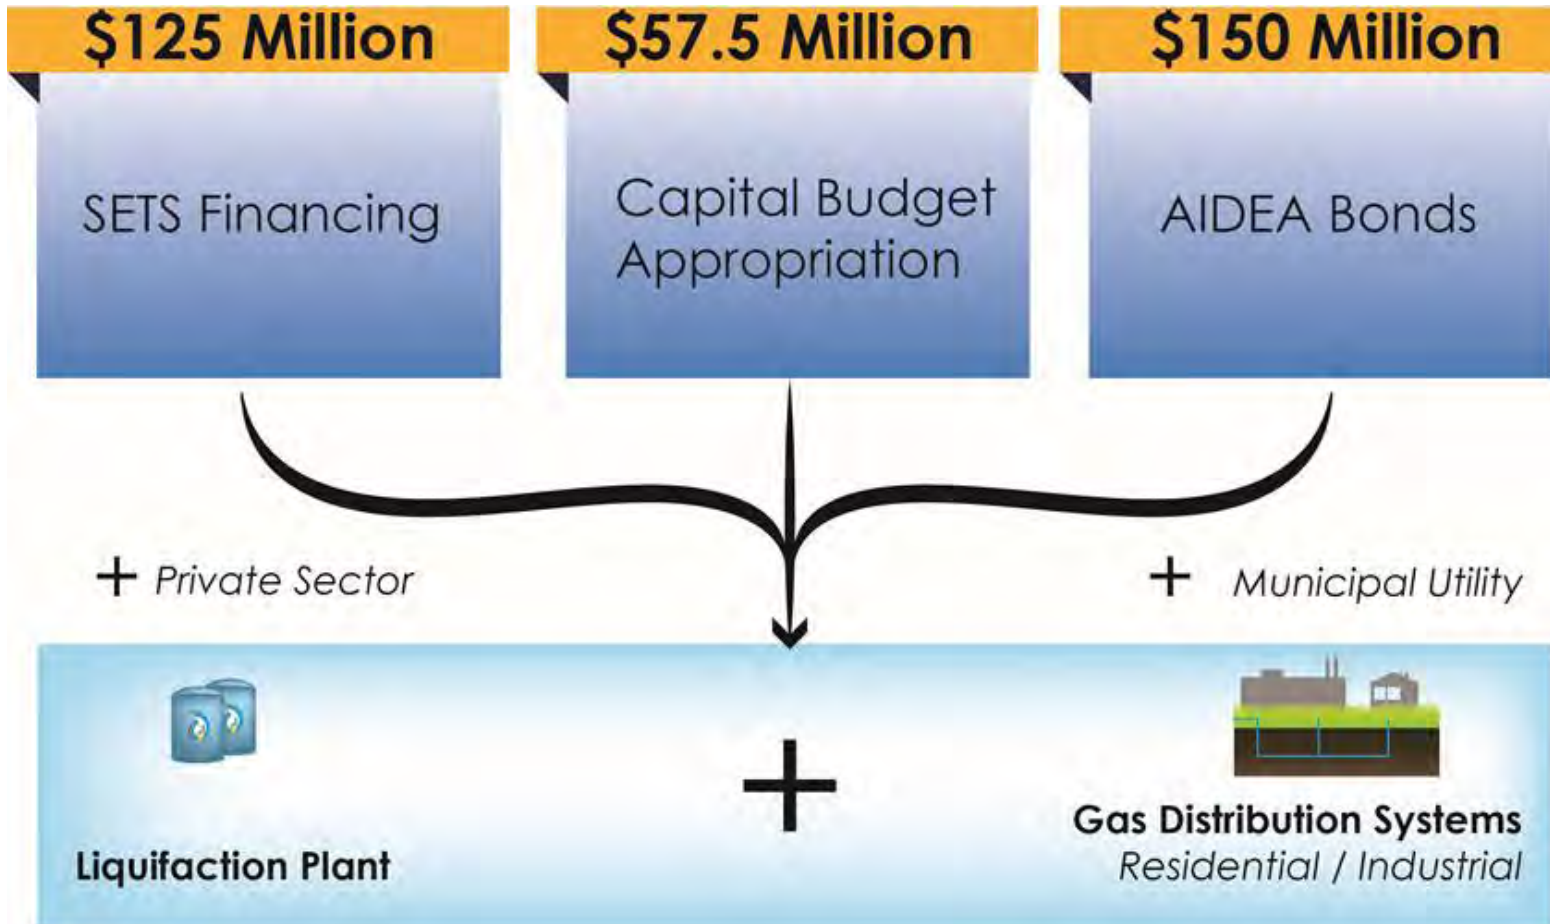 $125 Million
$57.5 Million
$150 Million
SETS Financing
Capital Budget
Appropriation
AIDEA Bonds
+ Private Sector
+ Municipal Utility
+
Liquifaction Plant
Gas Distribution Systems
Residential / Industrial